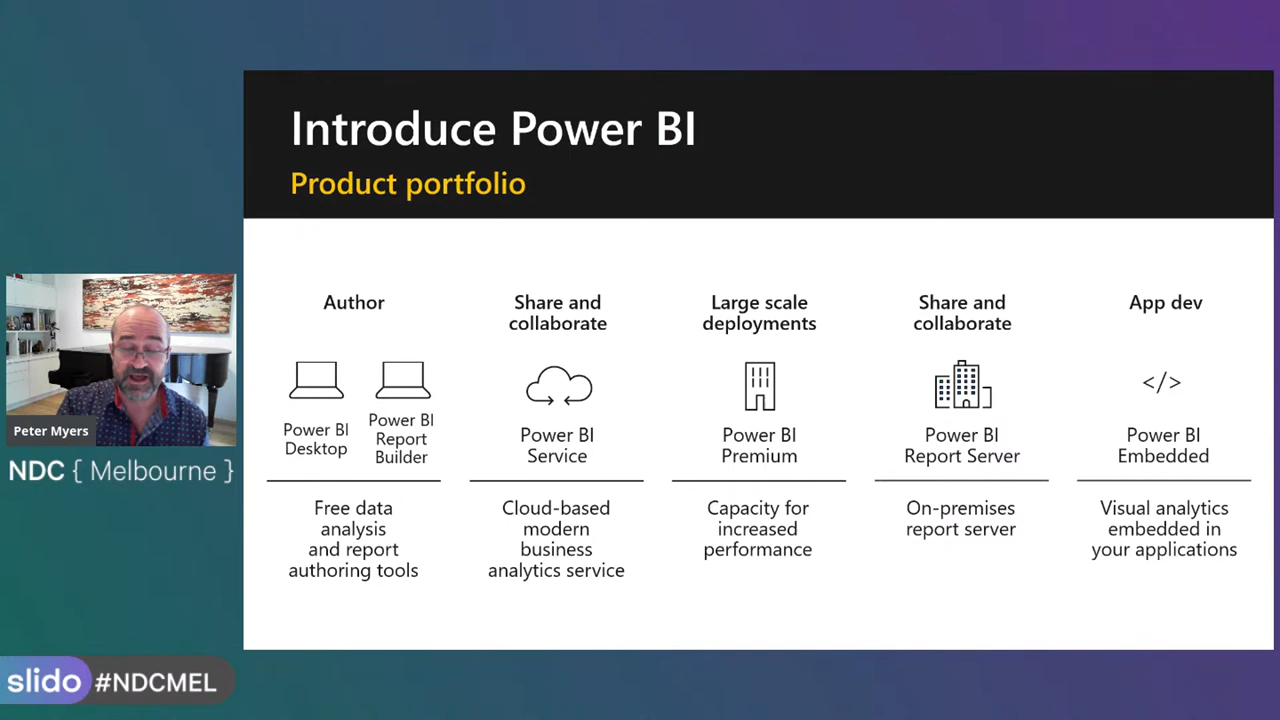 Introduce Power BI
Product portfolio
Author
Power BI
Desktop
Power BI
Report
Builder
Free data
analysis
and report
authoring tools
Share and
collaborate
Power BI
Service
Cloud-based
modern
business
analytics service
Large scale
deployments
Power BI
Premium
Capacity for
increased
performance
Share and
collaborate
Power BI
Report Server
On-premises
report server
App dev
</>
Power BI
Embedded
Visual analytics
embedded in
your applications
Peter Myers
NDC { Melbourne }
slido #NDCMEL